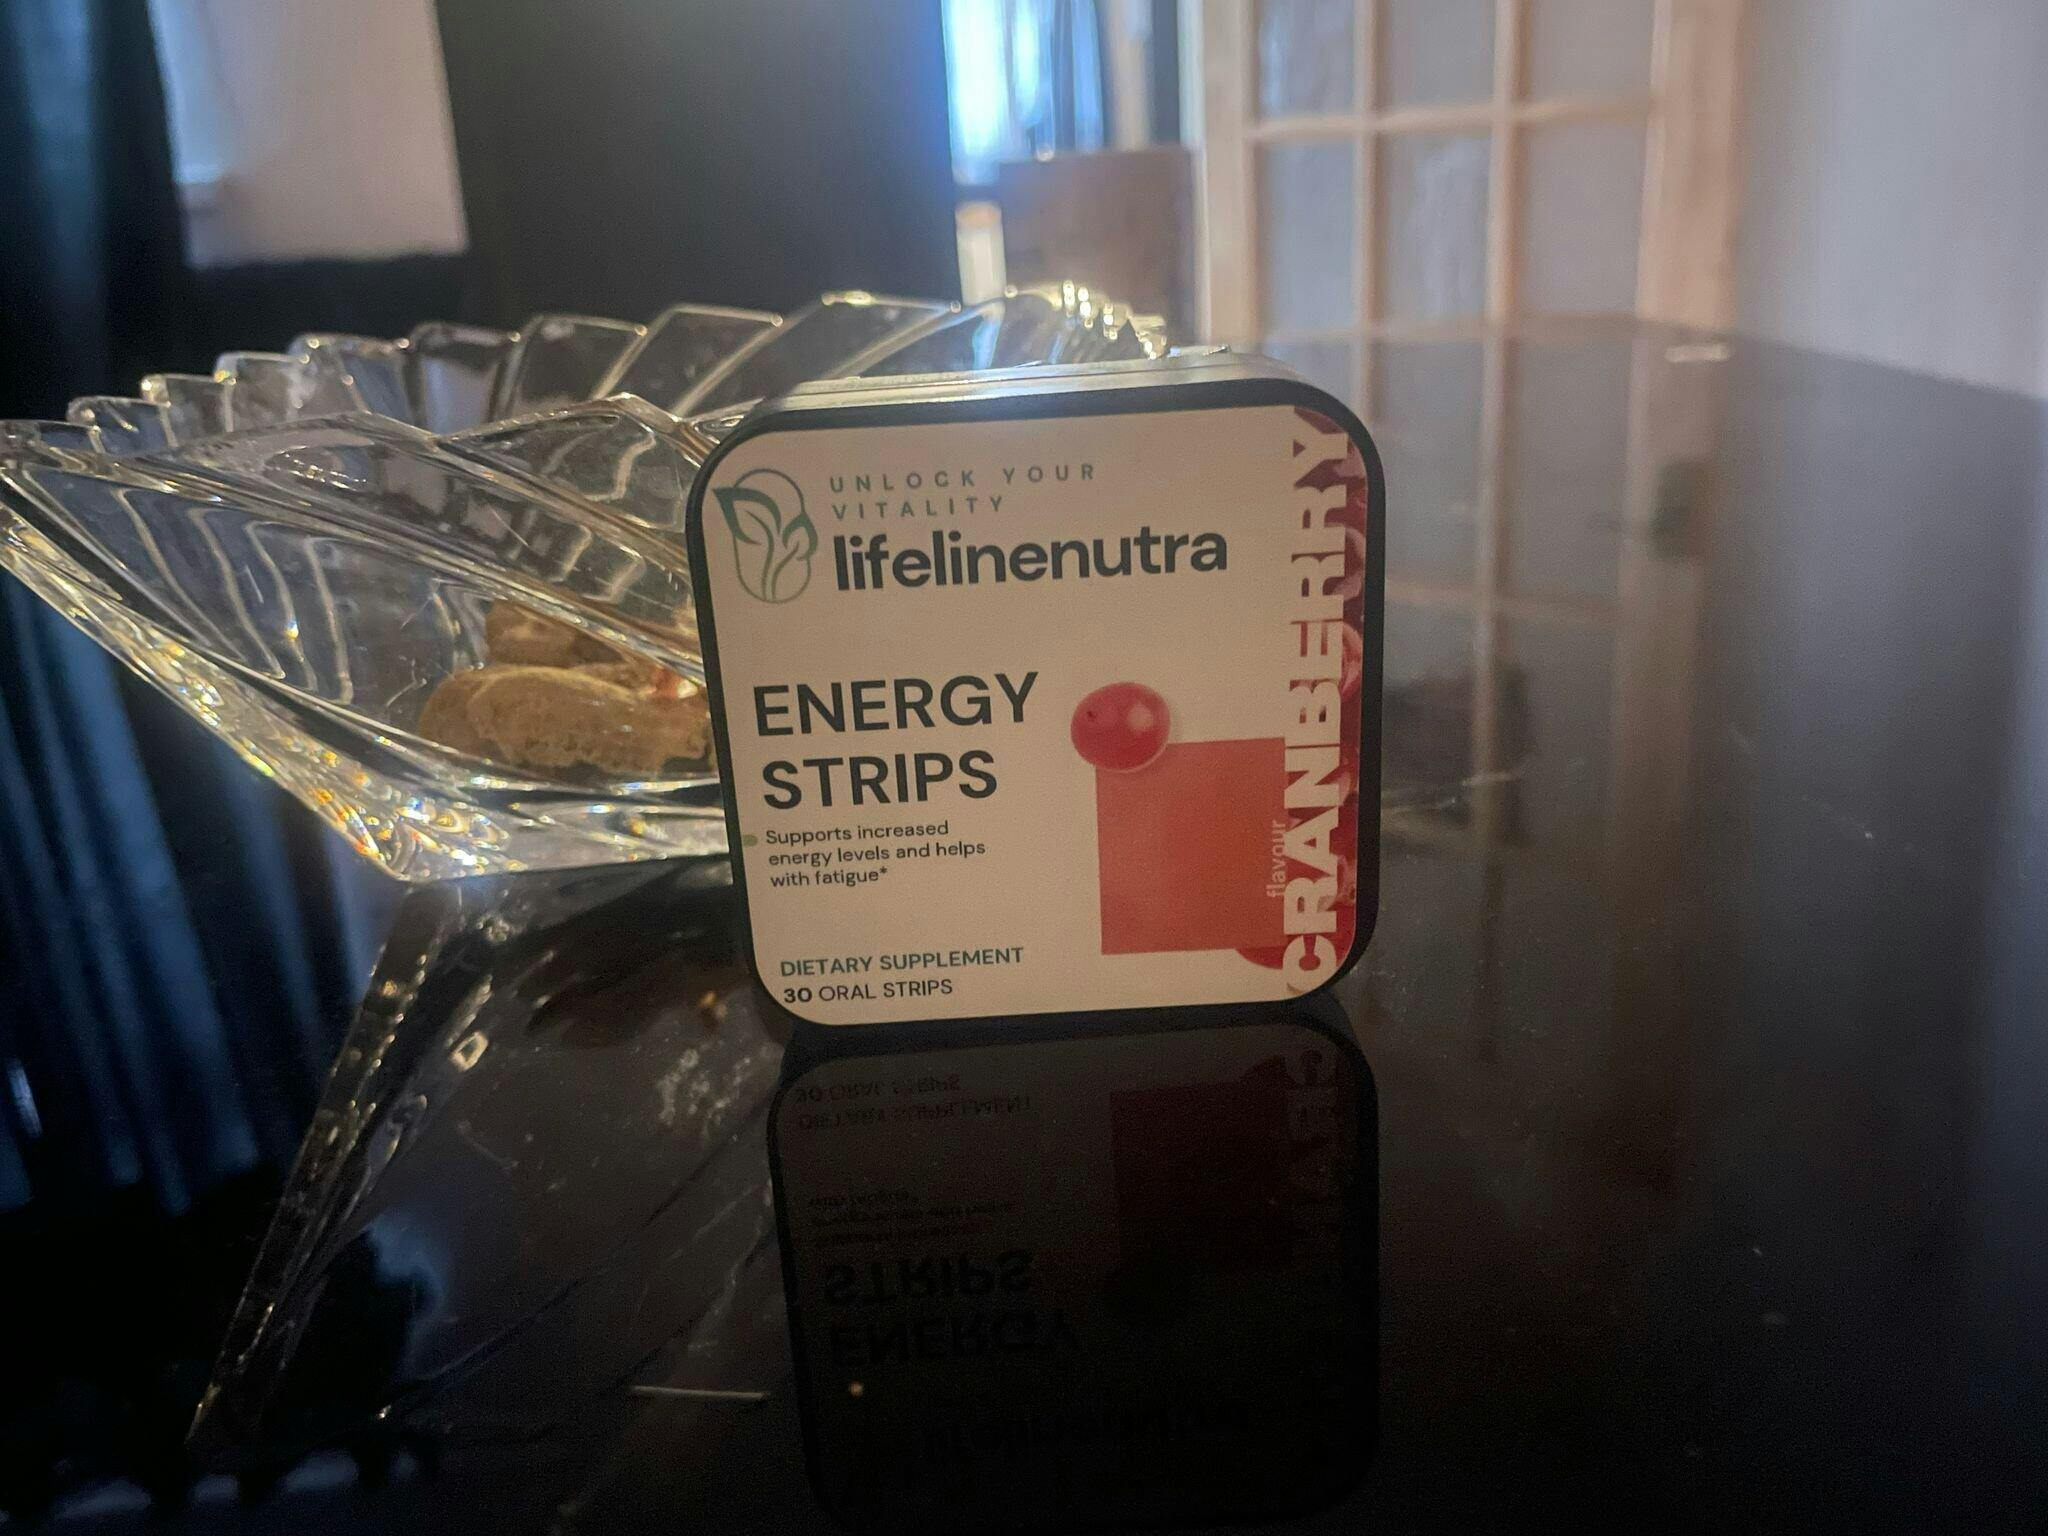 UNLOCK YOUR
VITALITY
lifelinenutra
ENERGY
STRIPS
Supports increased
energy levels and helps
with fatigue*
DIETARY SUPPLEMENT
30 ORAL STRIPS
flavour
CRANBERRY